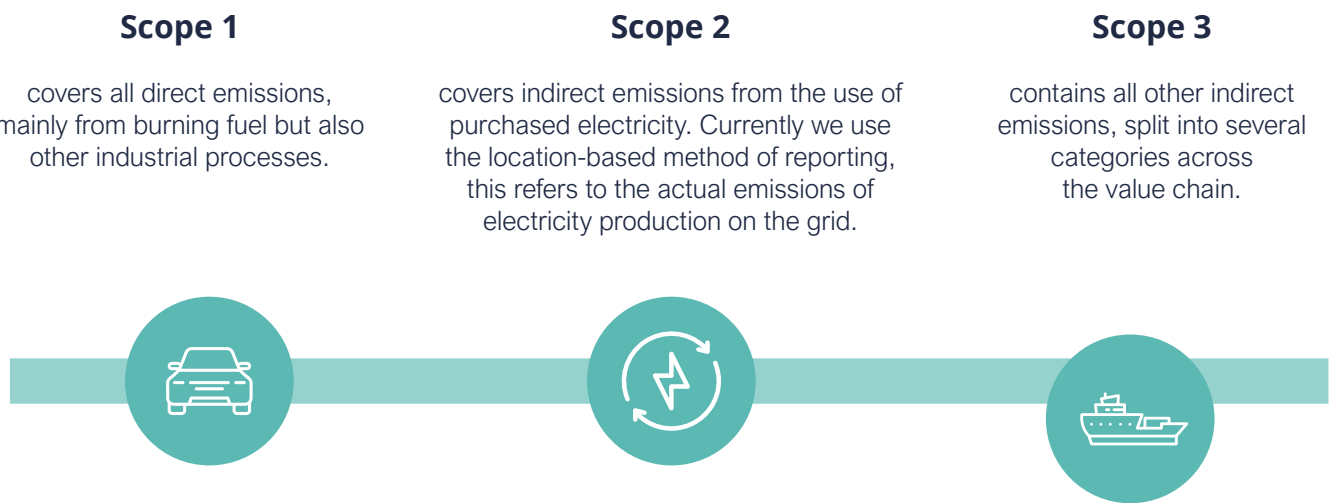 Scope 1
covers all direct emissions,
mainly from burning fuel but also
other industrial processes.
Scope 2
covers indirect emissions from the use of
purchased electricity. Currently we use
the location-based method of reporting,
this refers to the actual emissions of
electricity production on the grid.
Scope 3
contains all other indirect
emissions, split into several
categories across
the value chain.